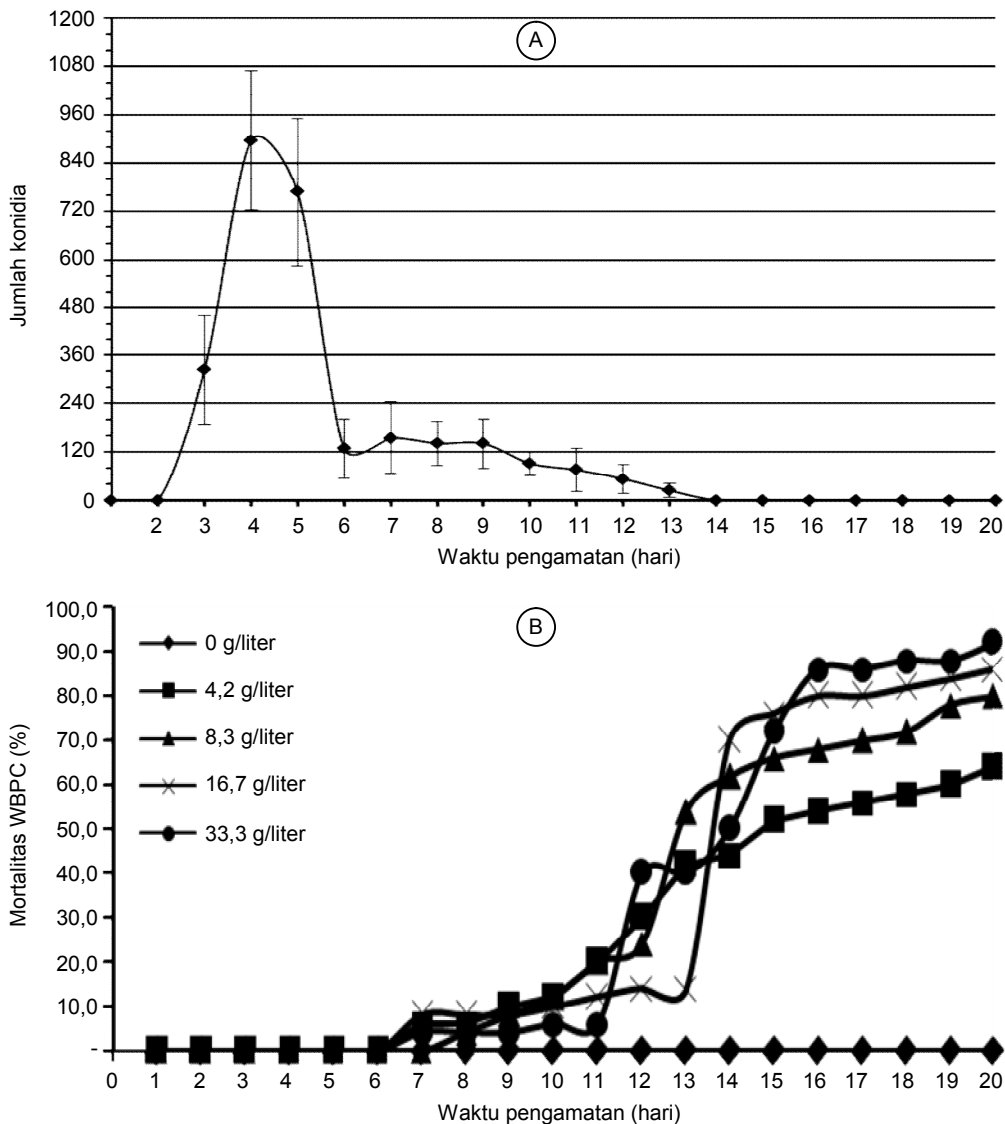 A
1200
1080
960
840
720
600
480
360
240
120
0
Jumlah konidia
2 3 4 5 6 7 8 9 10 11 12 13 14 15 16 17 18 19 20
Waktu pengamatan (hari)
B
100,0
90,0
80,0
70,0
60,0
50,0
40,0
30,0
20,0
10,0
-
Mortalitas WBPC (%)
0 g/liter
4,2 g/liter
8,3 g/liter
16,7 g/liter
33,3 g/liter
0 1 2 3 4 5 6 7 8 9 10 11 12 13 14 15 16 17 18 19 20
Waktu pengamatan (hari)